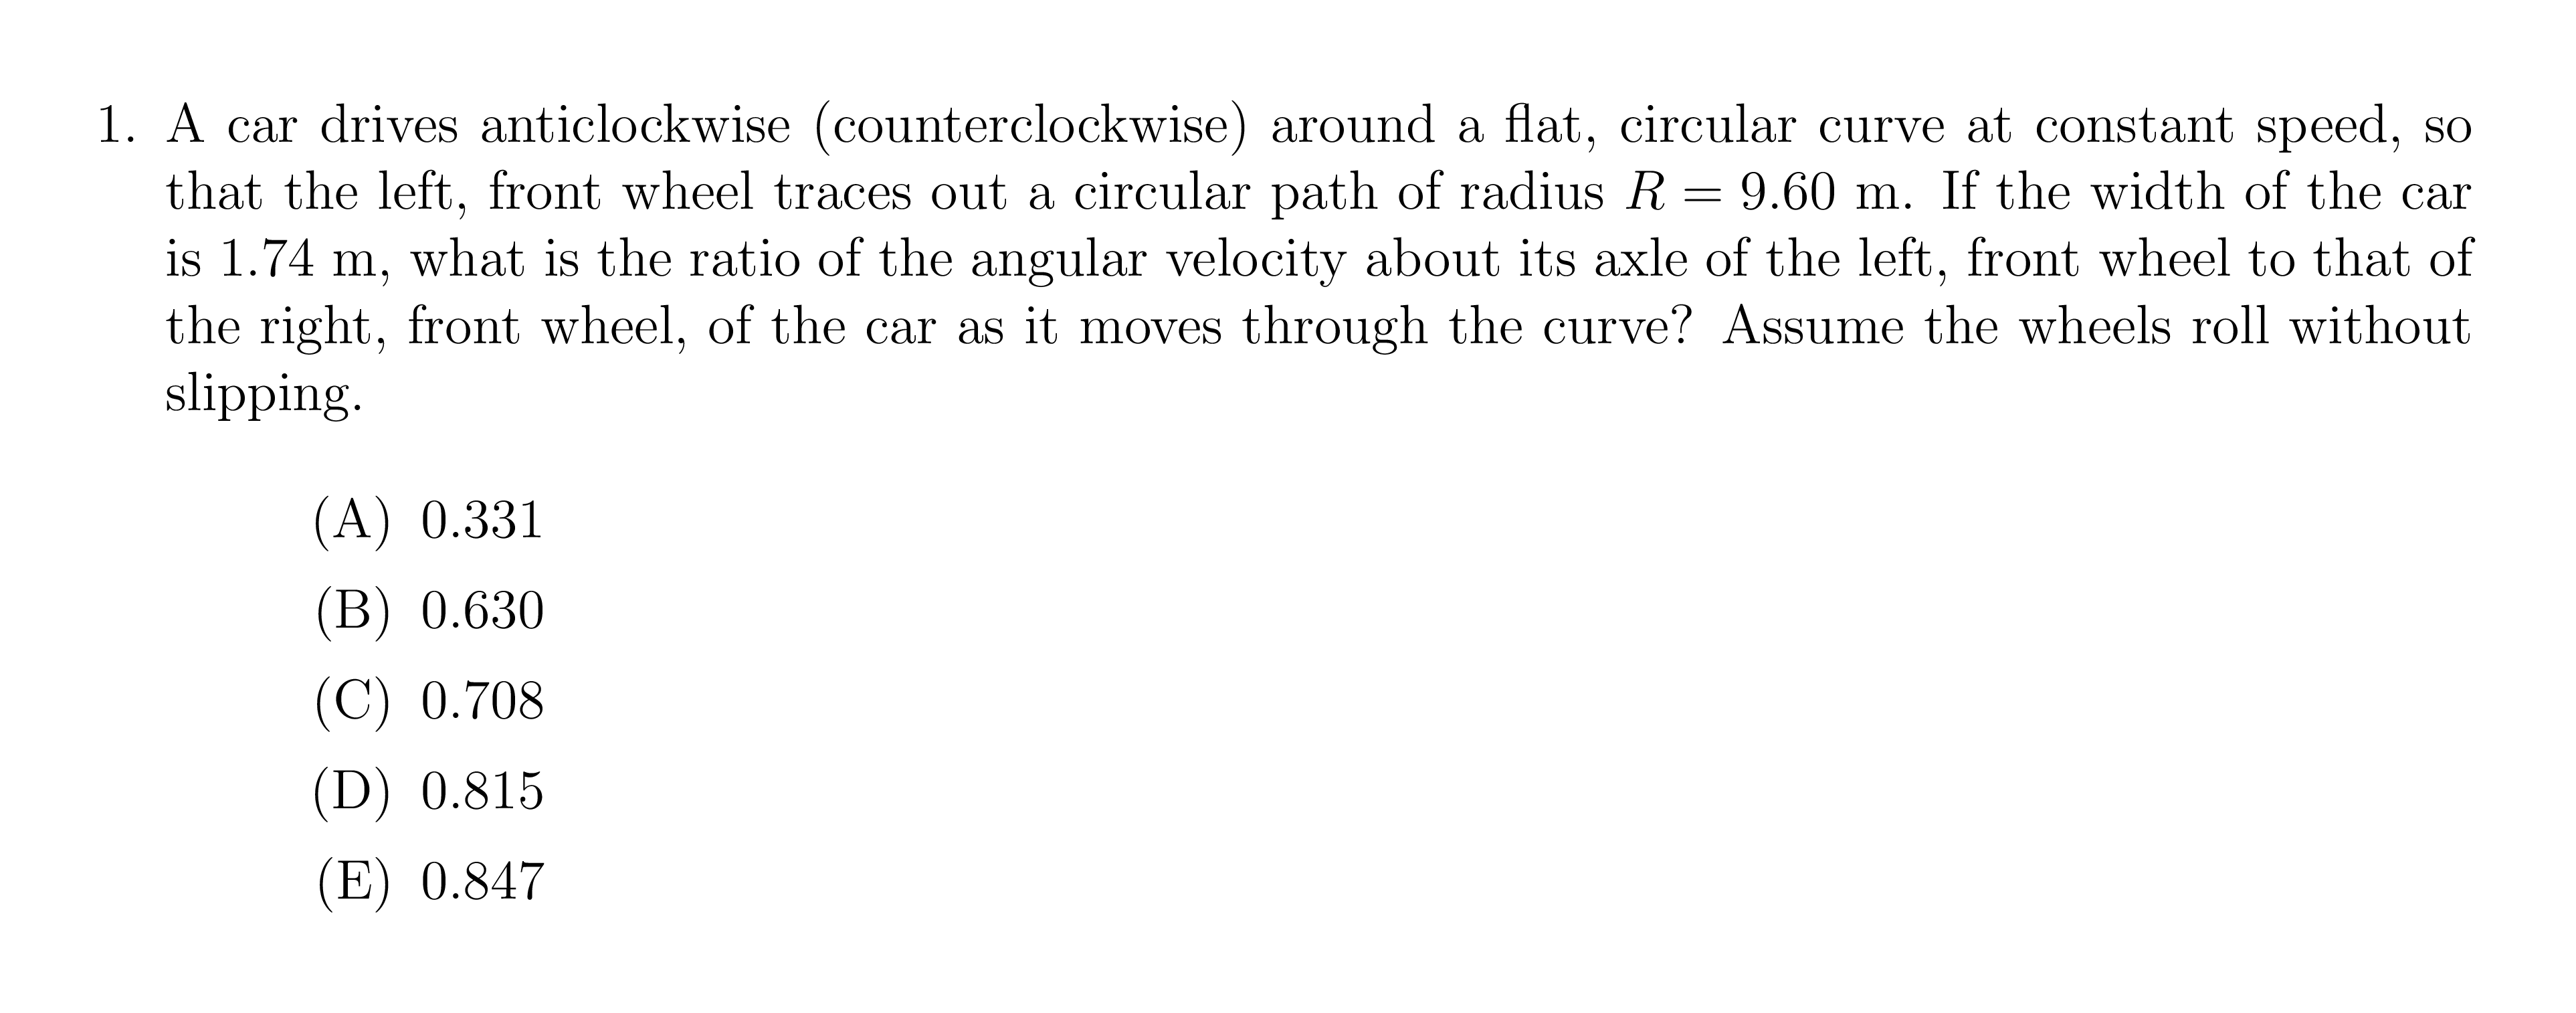 1. A car drives anticlockwise (counterclockwise) around a flat, circular curve at constant speed, so
that the left, front wheel traces out a circular path of radius R = 9.60 m. If the width of the car
is 1.74 m, what is the ratio of the angular velocity about its axle of the left, front wheel to that of
the right, front wheel, of the car as it moves through the curve? Assume the wheels roll without
slipping.
(A) 0.331
(B) 0.630
(C) 0.708
(D) 0.815
(E) 0.847